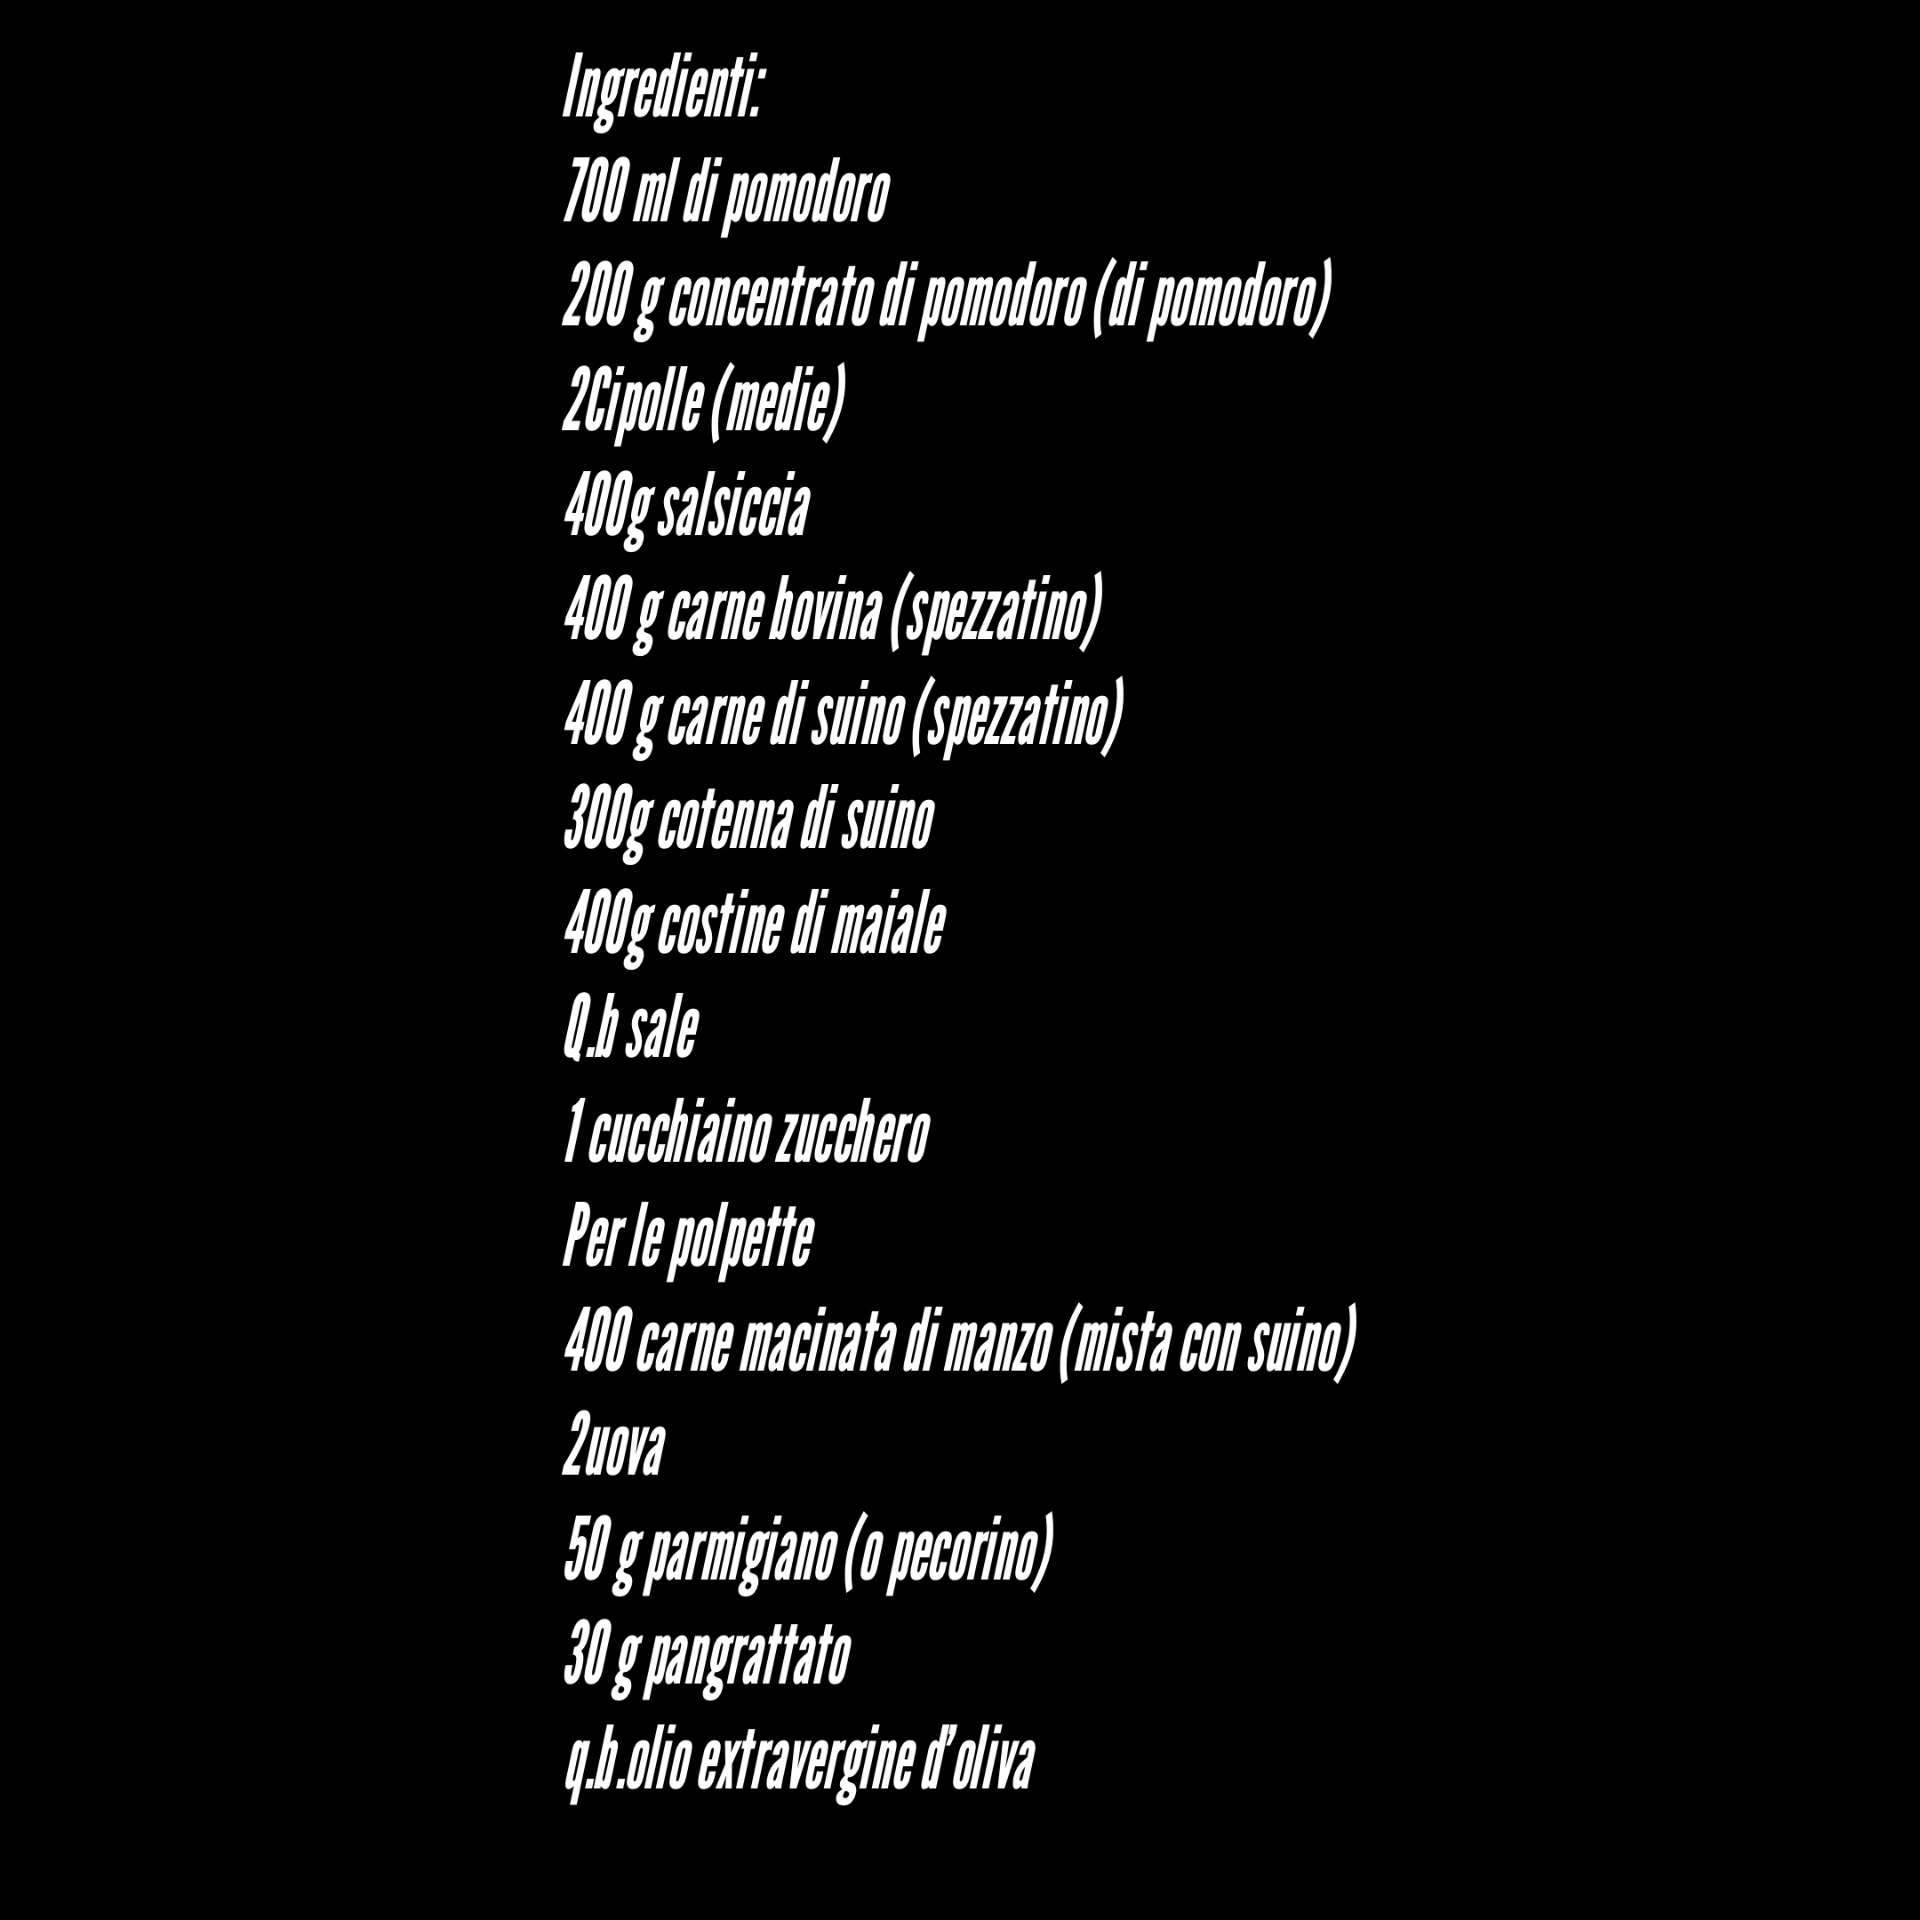 Ingredienti:
700 ml di pomodoro
200 g concentrato di pomodoro (di pomodoro)
2Cipolle (medie)
400g salsiccia
400 g carne bovina (spezzatino)
400 g carne di suino (spezzatino)
300g cotenna di suino
400g costine di maiale
Q.b sale
1 cucchiaino zucchero
Per le polpette
400 carne macinata di manzo (mista con suino)
2uova
50 g parmigiano (o pecorino)
30 g pangrattato
q.b.olio extravergine d’oliva